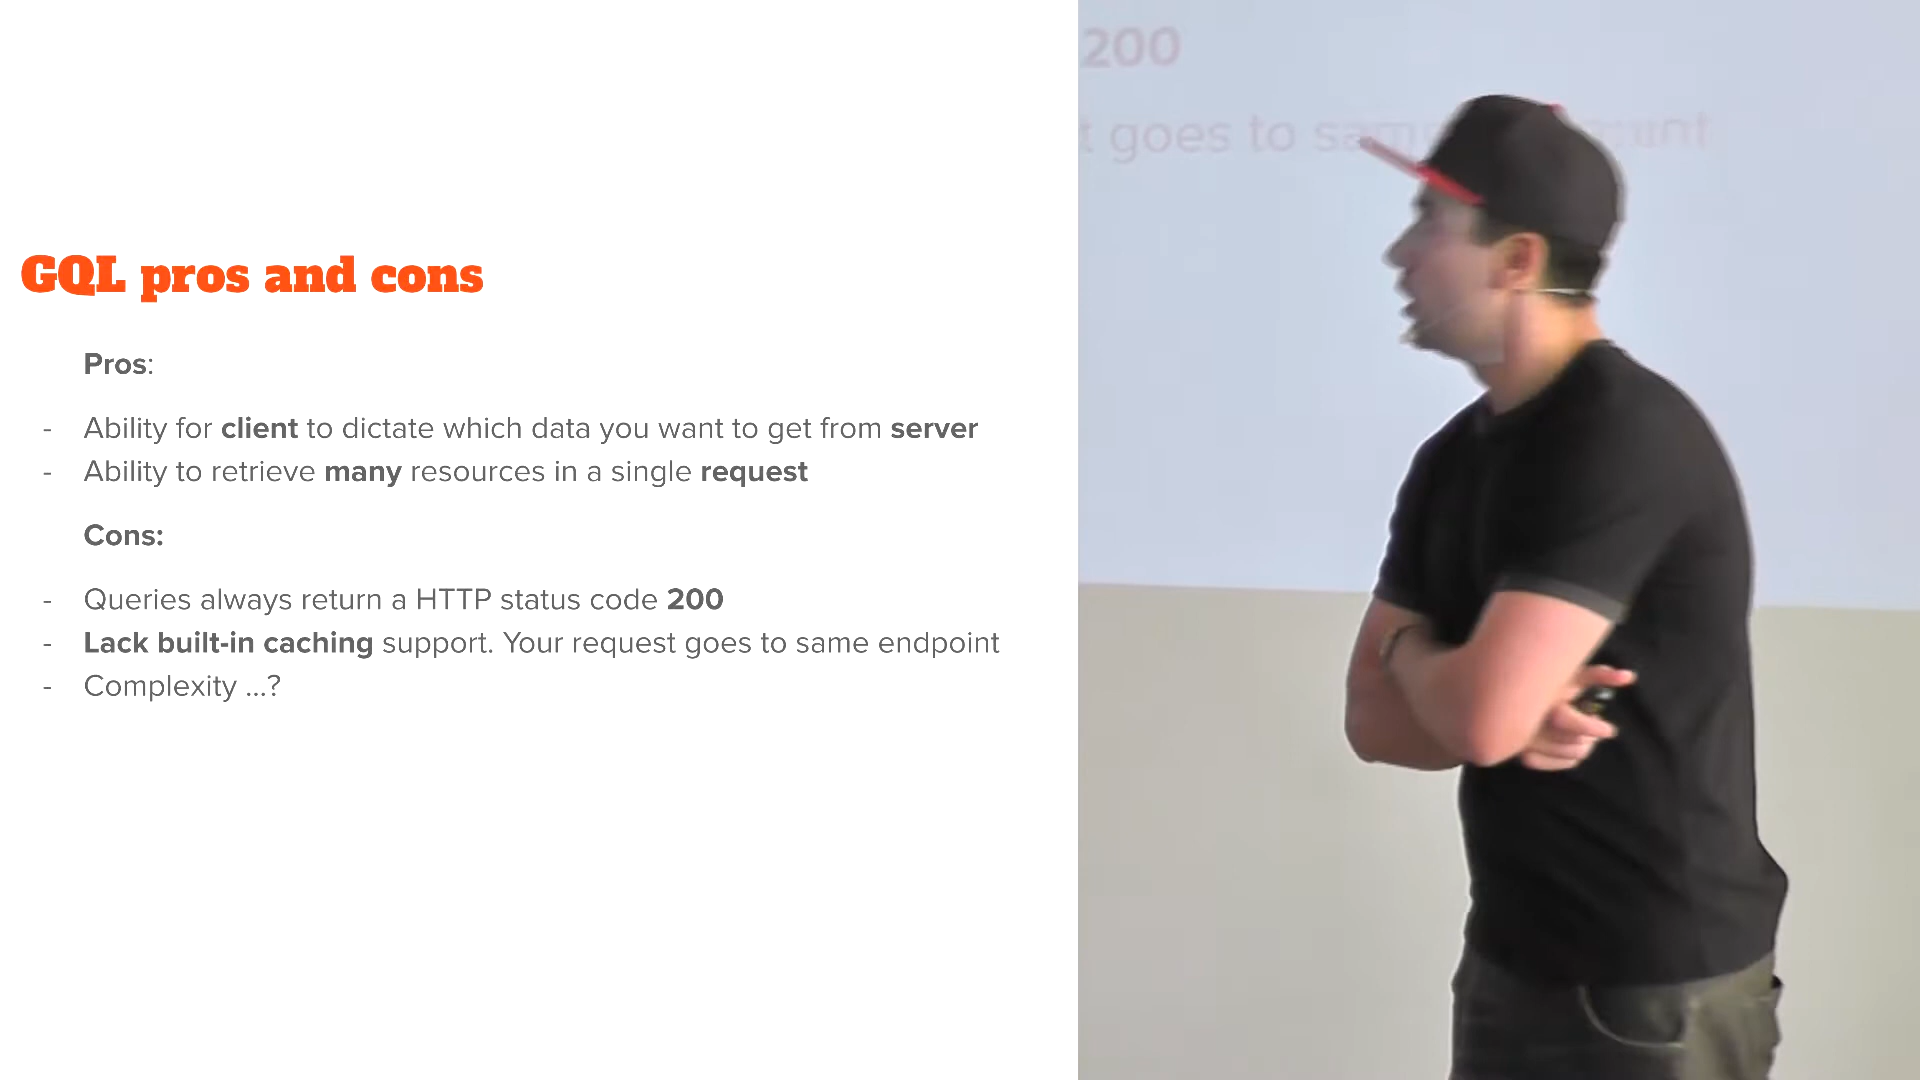 GQL pros and cons
Pros:
- Ability for client to dictate which data you want to get from server
- Ability to retrieve many resources in a single request
Cons:
- Queries always return a HTTP status code 200
- Lack built-in caching support. Your request goes to same endpoint
- Complexity ...?
200
goes to